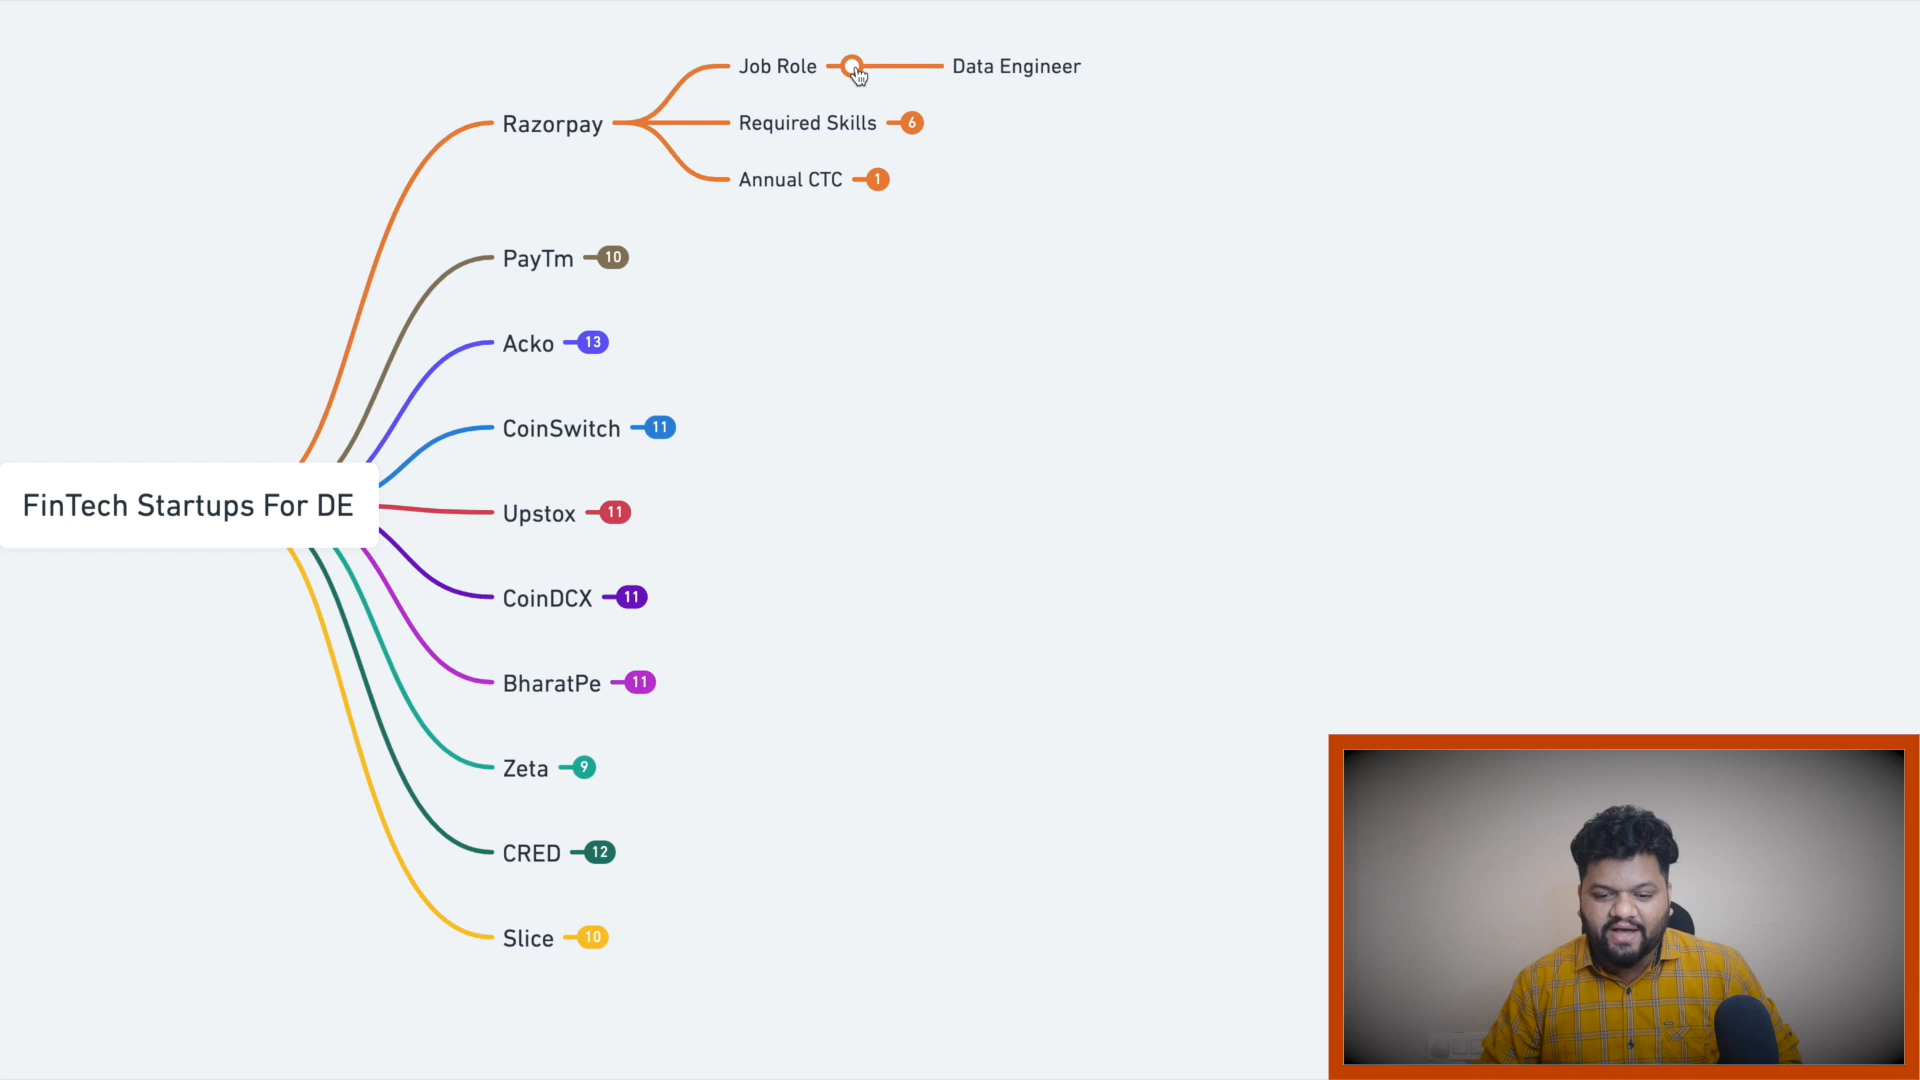 Job Role
Data Engineer
Razorpay
Required Skills
6
Annual CTC
1
PayTm
10
Acko
13
CoinSwitch
11
FinTech Startups For DE
Upstox
11
CoinDCX
11
BharatPe
11
Zeta
9
CRED
12
Slice
10